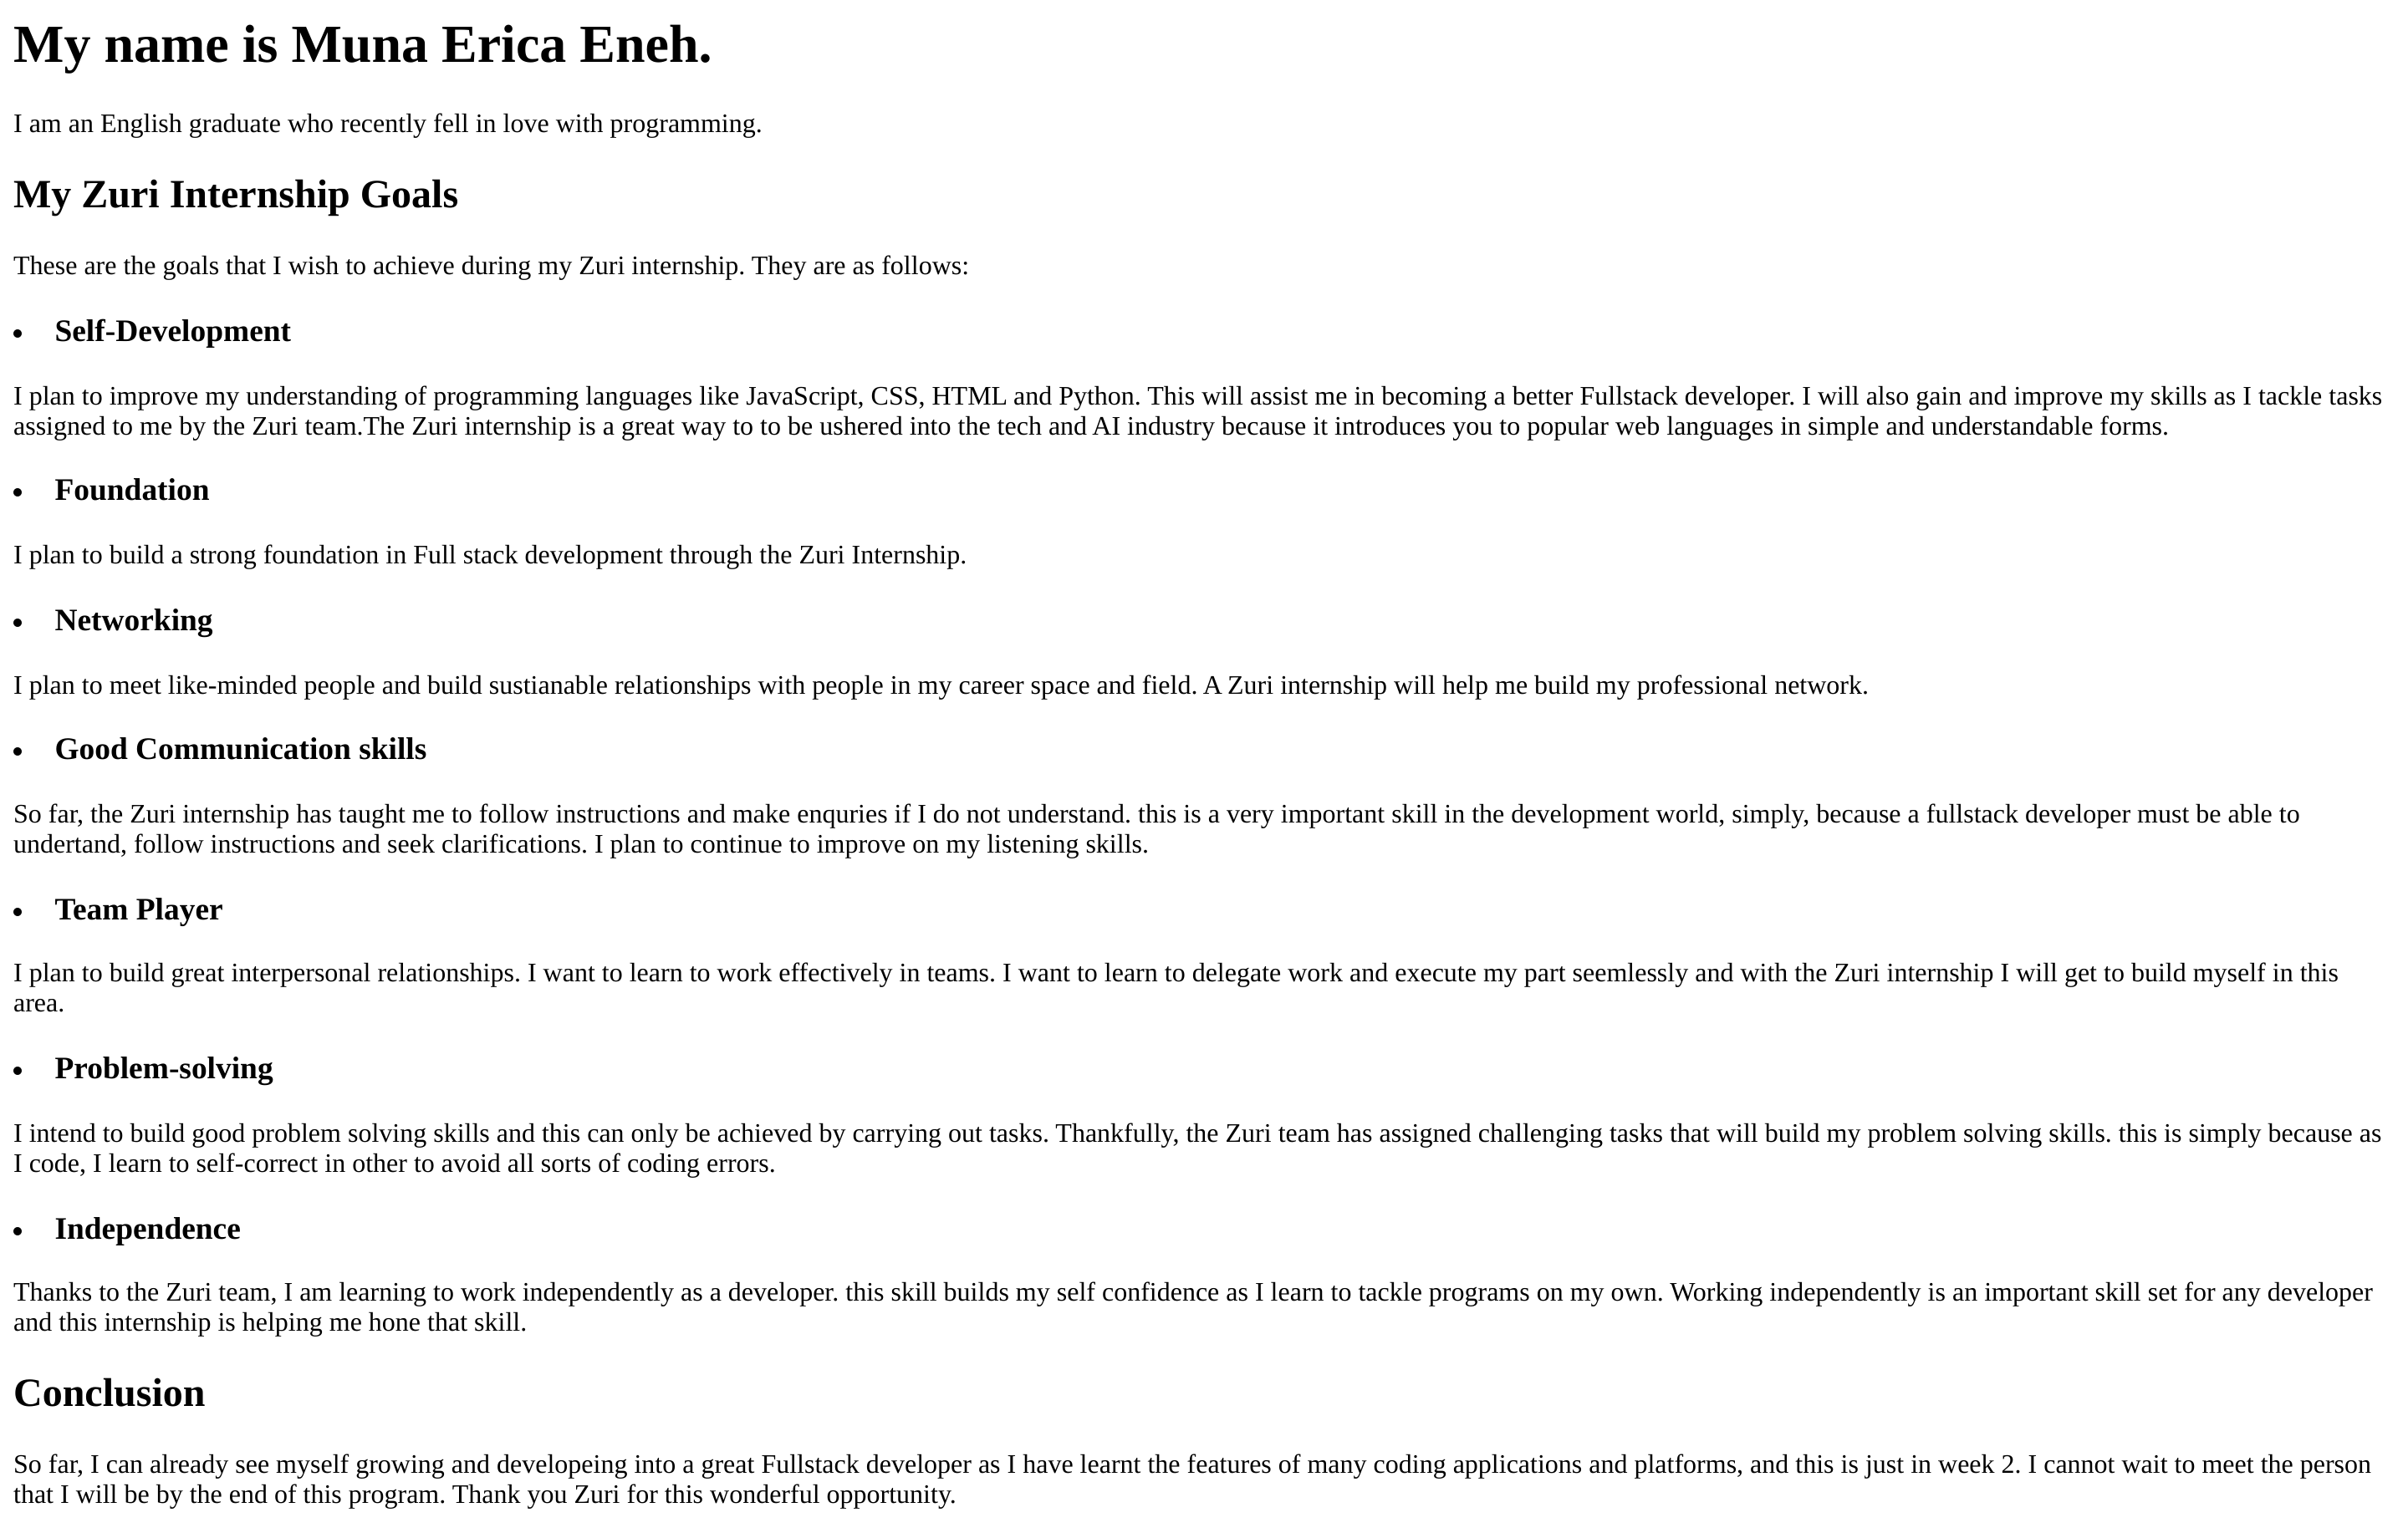 My name is Muna Erica Eneh.
I am an English graduate who recently fell in love with programming.
My Zuri Internship Goals
These are the goals that I wish to achieve during my Zuri internship. They are as follows:
• Self-Development
I plan to improve my understanding of programming languages like JavaScript, CSS, HTML and Python. This will assist me in becoming a better Fullstack developer. I will also gain and improve my skills as I tackle tasks
assigned to me by the Zuri team.The Zuri internship is a great way to to be ushered into the tech and AI industry because it introduces you to popular web languages in simple and understandable forms.
• Foundation
I plan to build a strong foundation in Full stack development through the Zuri Internship.
• Networking
I plan to meet like-minded people and build sustianable relationships with people in my career space and field. A Zuri internship will help me build my professional network.
• Good Communication skills
So far, the Zuri internship has taught me to follow instructions and make enquries if I do not understand. this is a very important skill in the development world, simply, because a fullstack developer must be able to
undertand, follow instructions and seek clarifications. I plan to continue to improve on my listening skills.
• Team Player
I plan to build great interpersonal relationships. I want to learn to work effectively in teams. I want to learn to delegate work and execute my part seemlessly and with the Zuri internship I will get to build myself in this
area.
• Problem-solving
I intend to build good problem solving skills and this can only be achieved by carrying out tasks. Thankfully, the Zuri team has assigned challenging tasks that will build my problem solving skills. this is simply because as
I code, I learn to self-correct in other to avoid all sorts of coding errors.
• Independence
Thanks to the Zuri team, I am learning to work independently as a developer. this skill builds my self confidence as I learn to tackle programs on my own. Working independently is an important skill set for any developer
and this internship is helping me hone that skill.
Conclusion
So far, I can already see myself growing and developeing into a great Fullstack developer as I have learnt the features of many coding applications and platforms, and this is just in week 2. I cannot wait to meet the person
that I will be by the end of this program. Thank you Zuri for this wonderful opportunity.